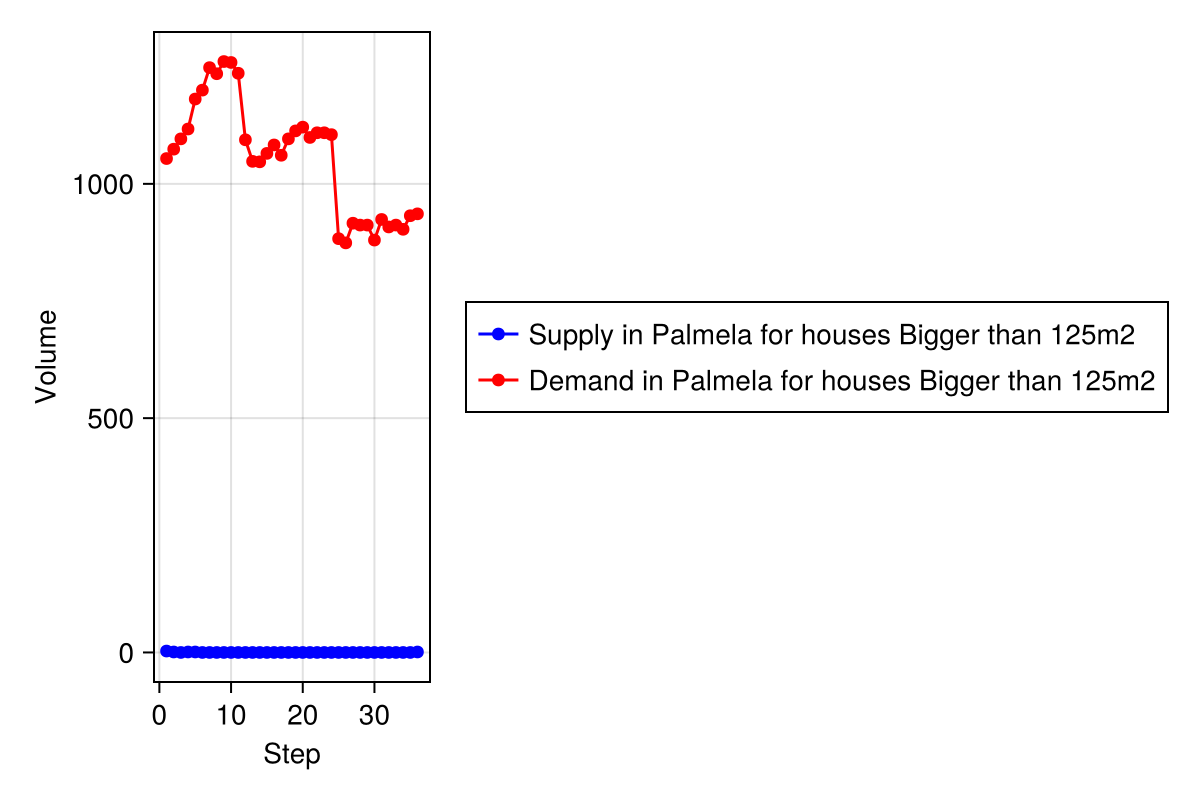 Volume
1000
500
0
0 10 20 30
Step
Supply in Palmela for houses Bigger than 125m2
Demand in Palmela for houses Bigger than 125m2